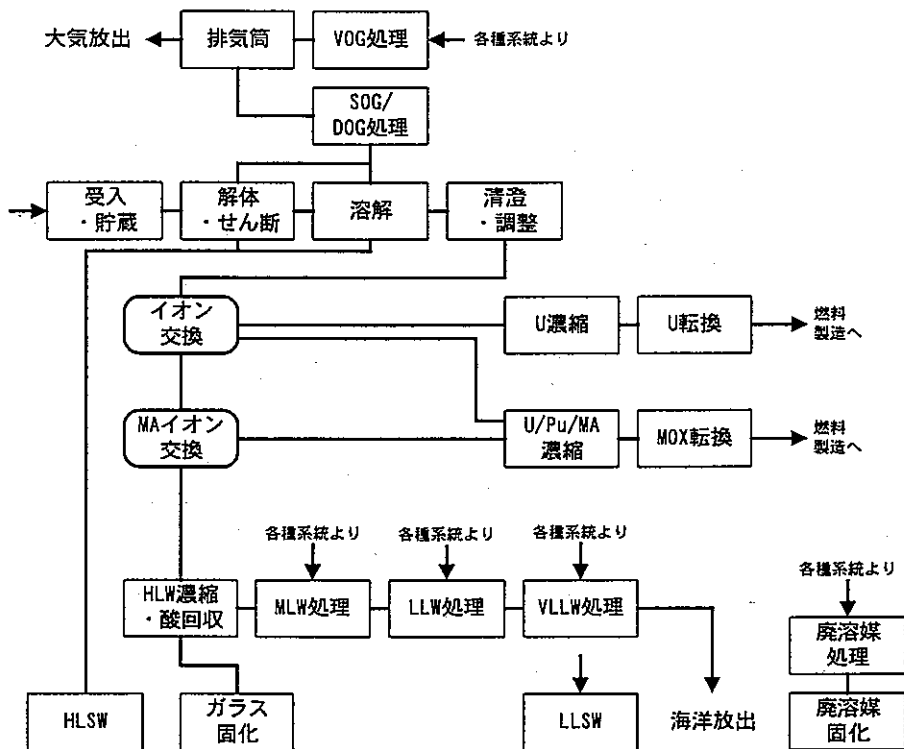 大気放出
排気筒
VOG処理
各種系統より
SOG/
DOG処理
受入
・貯蔵
解体
・せん断
溶解
清澄
・調整
イオン
交換
U濃縮
U転換
燃料
製造へ
MAイオン
交換
U/Pu/MA
濃縮
MOX転換
燃料
製造へ
各種系統より
各種系統より
各種系統より
各種系統より
HLW濃縮
・酸回収
MLW処理
LLW処理
VLLW処理
廃溶媒
処理
HLSW
ガラス
固化
LLSW
海洋放出
廃溶媒
固化